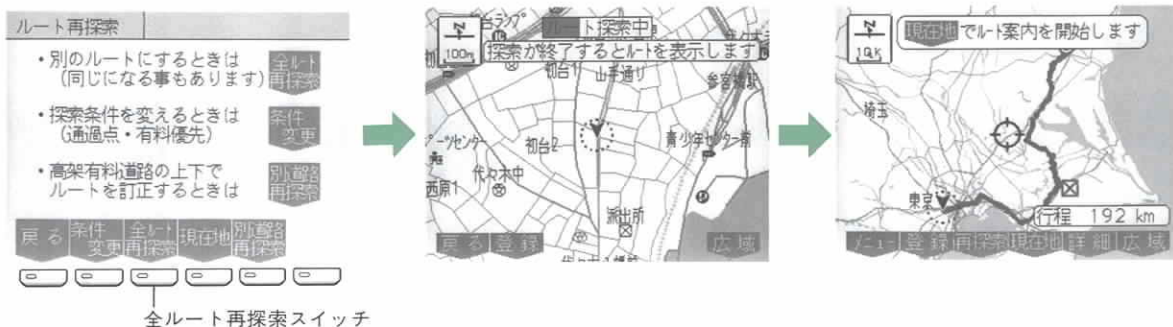 ルート再探索
・別のルートにするときは
(同じになる事もあります)
全ルート
再探索
・探索条件を変えるときは
(通過点・有料優先)
条件
変更
・高架有料道路の上下で
ルートを訂正するときは
別道路
再探索
戻る
条件
変更
全ルート
再探索
現在地
別道路
再探索
全ルート再探索スイッチ
N
100m
ルート探索中
探索が終了するとルートを表示します
初台1
山手通り
参宮橋駅
初台2
青少年センター前
代々木中
西原1
派出所
戻る
登録
広域
N
10k
現在地でルート案内を開始します
埼玉
東京
行程 192 km
メニュー
登録
再探索
現在地
詳細
広域